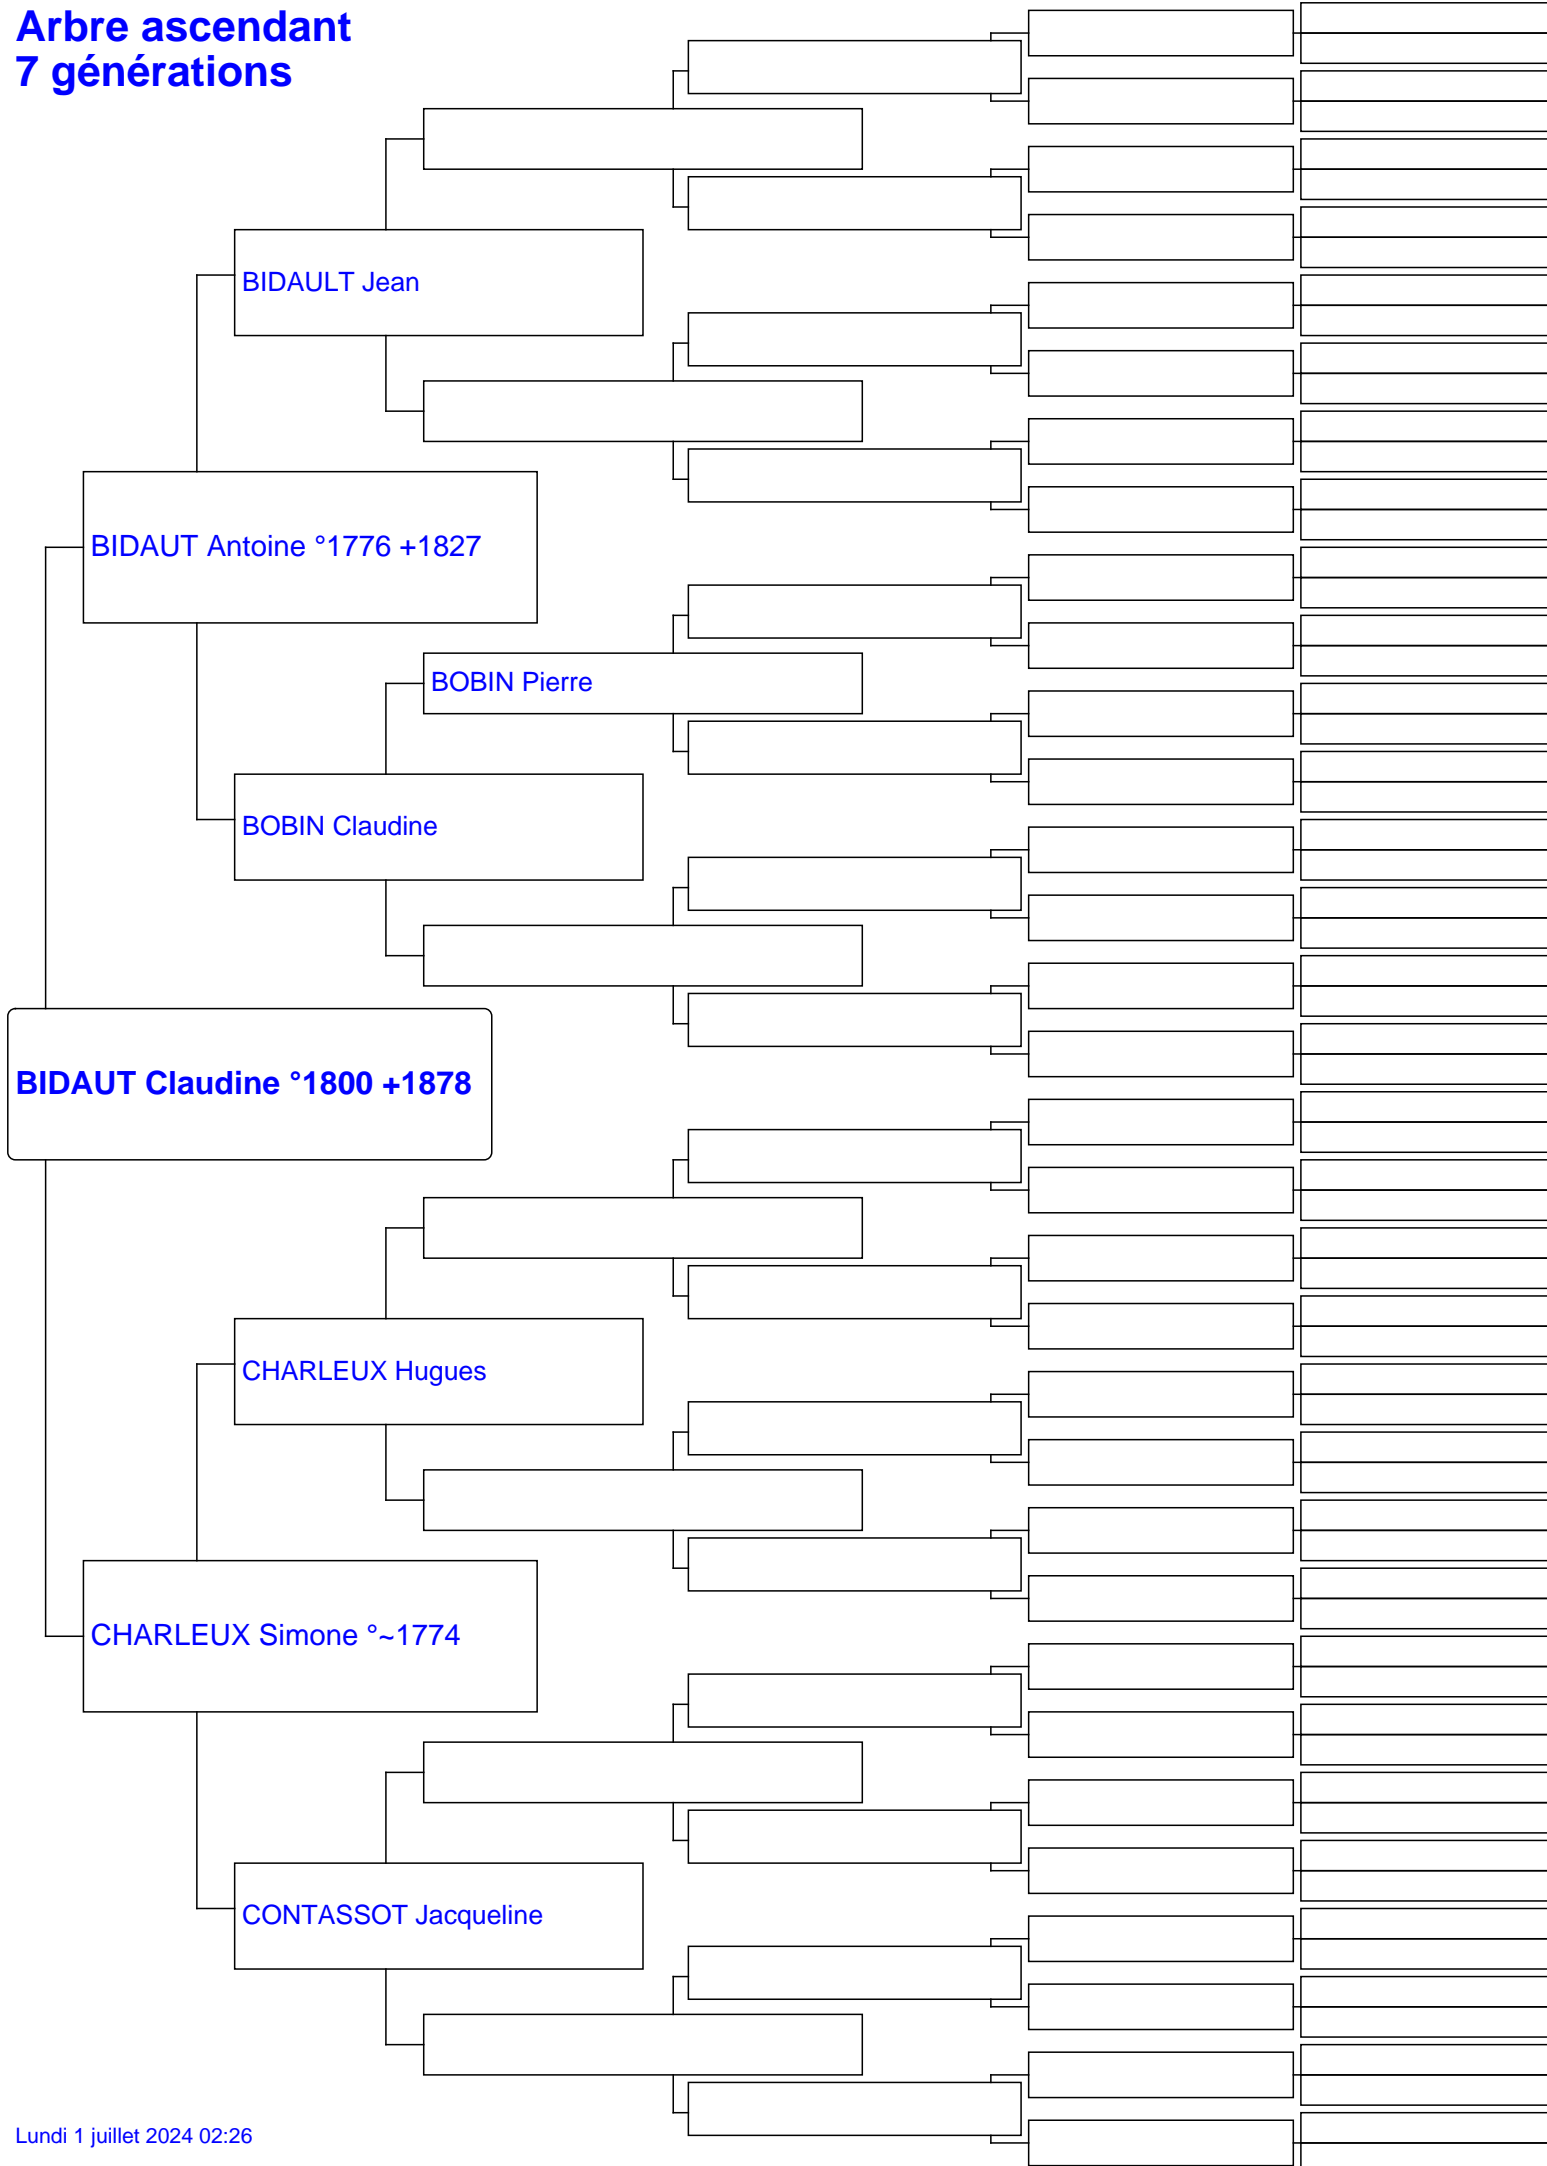 Arbre ascendant
7 générations
BIDAULT Jean
BIDAUT Antoine °1776 +1827
BOBIN Pierre
BOBIN Claudine
BIDAUT Claudine °1800 +1878
CHARLEUX Hugues
CHARLEUX Simone °~1774
CONTASSOT Jacqueline
Lundi 1 juillet 2024 02:26